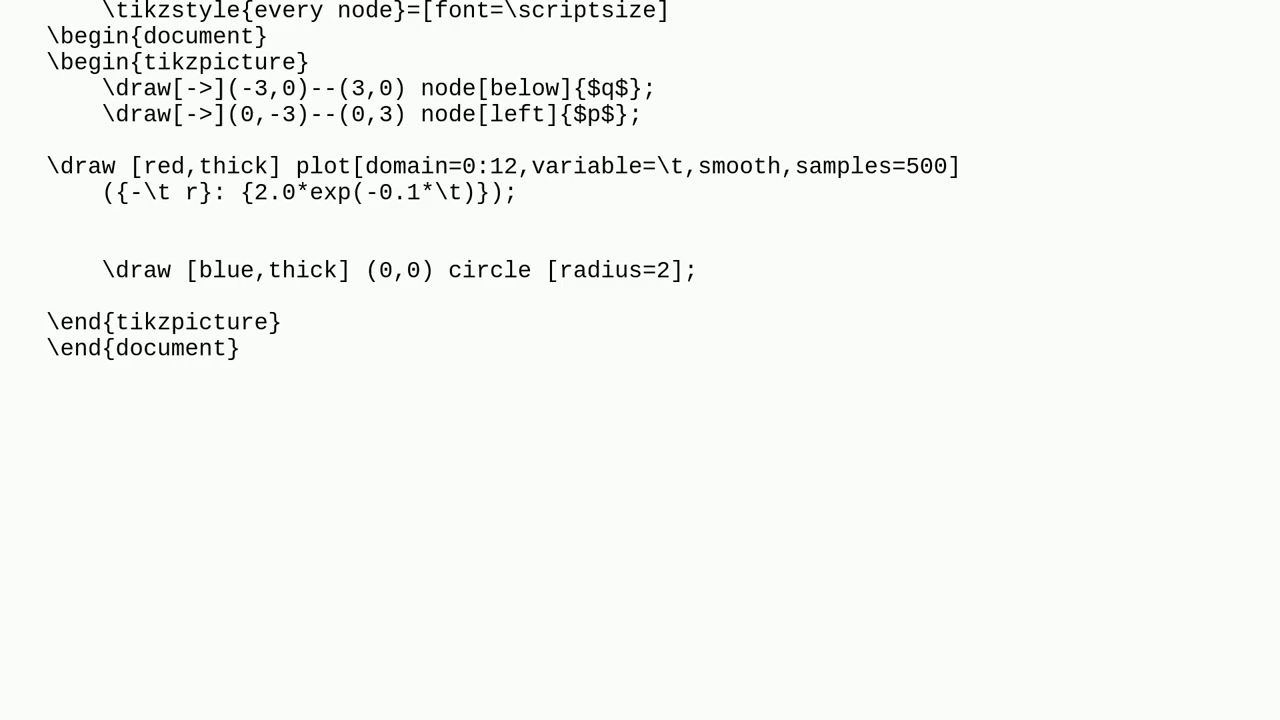 \tikzstyle{every node}=[font=\scriptsize]
\begin{document}
\begin{tikzpicture}
\draw[->](-3,0)--(3,0) node[below]{$q$};
\draw[->](0,-3)--(0,3) node[left]{$p$};
\draw [red,thick] plot[domain=0:12,variable=\t,smooth,samples=500]
({-\t r}: {2.0*exp(-0.1*\t)});
\draw [blue,thick] (0,0) circle [radius=2];
\end{tikzpicture}
\end{document}